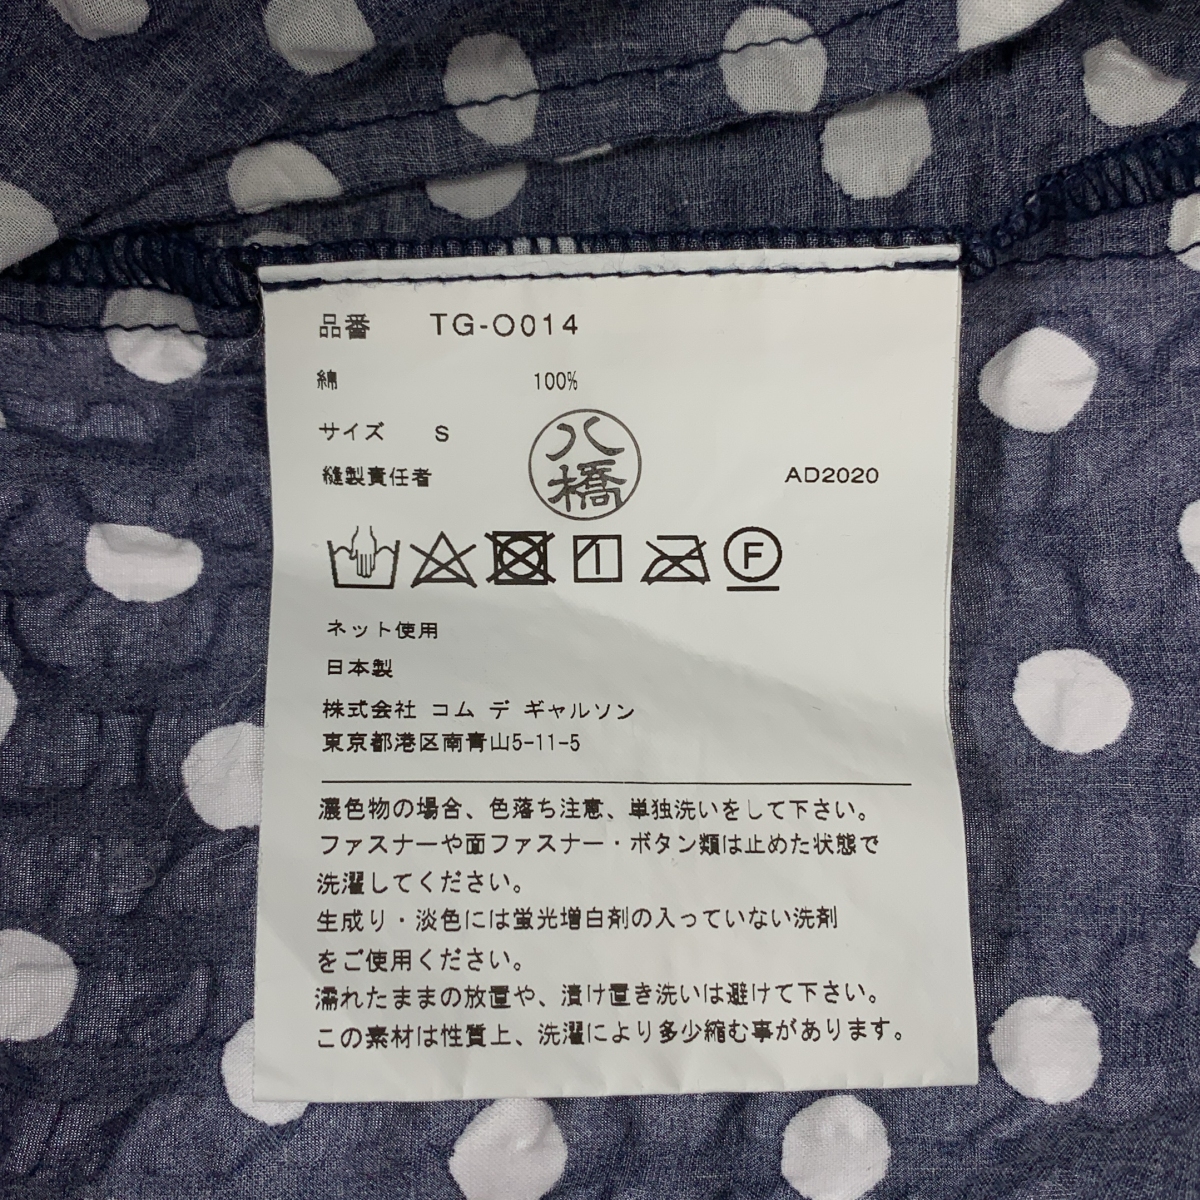 品番 TG-O014
綿 100%
サイズ S
縫製責任者 八橋 AD2020
F
ネット使用
日本製
株式会社 コム デ ギャルソン
東京都港区南青山5-11-5
濃色物の場合、色落ち注意、単独洗いをして下さい。
ファスナーや面ファスナー・ボタン類は止めた状態で
洗濯してください。
生成り・淡色には蛍光増白剤の入っていない洗剤
をご使用ください。
濡れたままの放置や、漬け置き洗いは避けて下さい。
この素材は性質上、洗濯により多少縮む事があります。